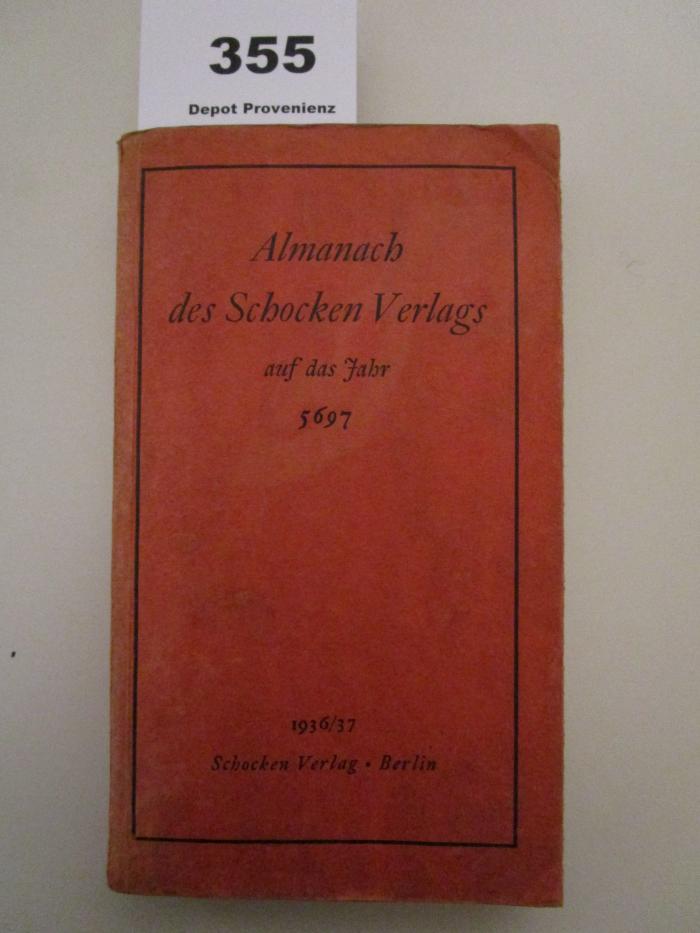 355
Depot Provenienz
Almanach
des Schocken Verlags
auf das Jahr
5697
1936/37
Schocken Verlag • Berlin